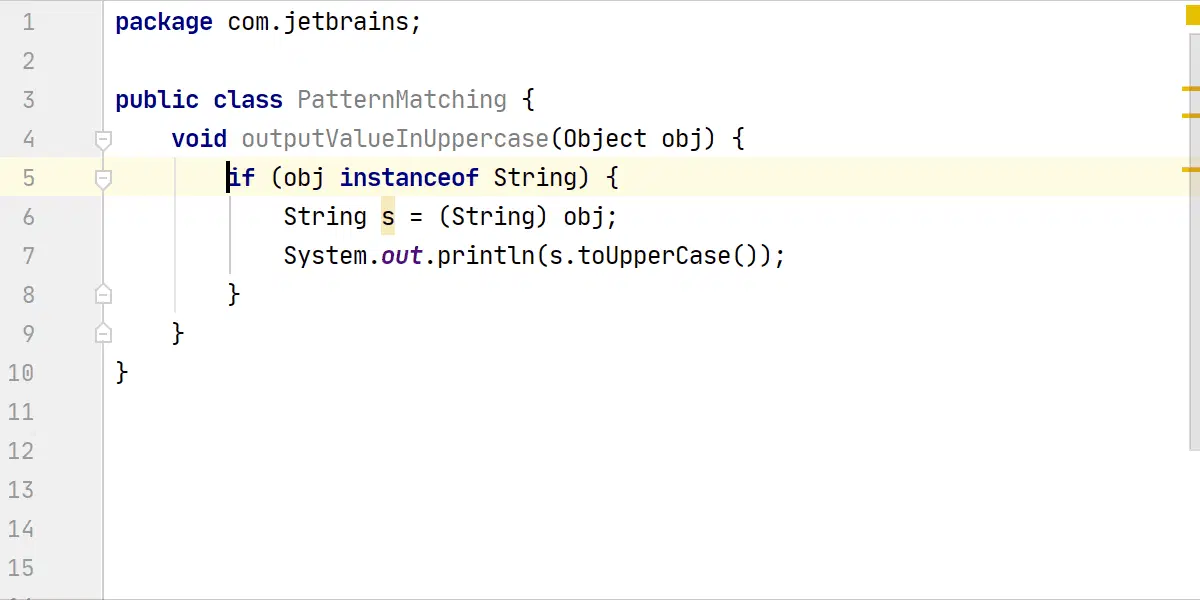 1 package com.jetbrains;
2
3 public class PatternMatching {
4     void outputValueInUppercase(Object obj) {
5         if (obj instanceof String) {
6             String s = (String) obj;
7             System.out.println(s.toUpperCase());
8         }
9     }
10 }
11
12
13
14
15